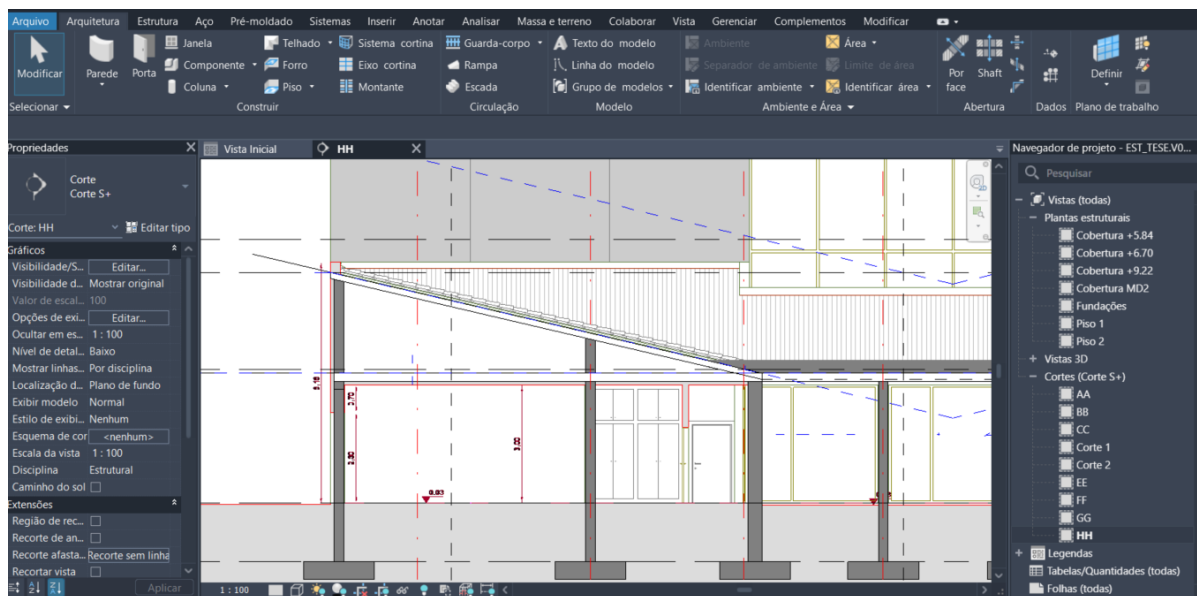 Arquivo Arquitetura Estrutura Aço Pré-moldado Sistemas Inserir Anotar Analisar Massa e terreno Colaborar Vista Gerenciar Complementos Modificar
Modificar
Parede
Porta
Janela
Componente
Coluna
Telhado
Forro
Piso
Sistema cortina
Eixo cortina
Montante
Guarda-corpo
Rampa
Escada
Texto do modelo
Linha do modelo
Grupo de modelos
Ambiente
Separador de ambiente
Identificar ambiente
Área
Limite de área
Identificar área
Por face
Shaft
Definir
Selecionar Construir Circulação Modelo Ambiente e Área Abertura Dados Plano de trabalho
Propriedades
Vista Inicial
HH
Navegador de projeto - EST_TESE.V0...
Corte
Corte S+
Corte: HH
Editar tipo
Gráficos
Visibilidade/S... Editar...
Visibilidade d... Mostrar original
Valor de escal... 100
Opções de exi... Editar...
Ocultar em es... 1 : 100
Nível de detal... Baixo
Mostrar linhas... Por disciplina
Localização d... Plano de fundo
Exibir modelo Normal
Estilo de exibi... Nenhum
Esquema de cor <nenhum>
Escala da vista 1 : 100
Disciplina Estrutural
Caminho do sol
Extensões
Região de rec...
Recorte de an...
Recorte afasta... Recorte sem linha
Recortar vista
Aplicar
3.00
0.03
1 : 100
Pesquisar
Vistas (todas)
Plantas estruturais
Cobertura +5.84
Cobertura +6.70
Cobertura +9.22
Cobertura MD2
Fundações
Piso 1
Piso 2
Vistas 3D
Cortes (Corte S+)
AA
BB
CC
Corte 1
Corte 2
EE
FF
GG
HH
Legendas
Tabelas/Quantidades (todas)
Folhas (todas)